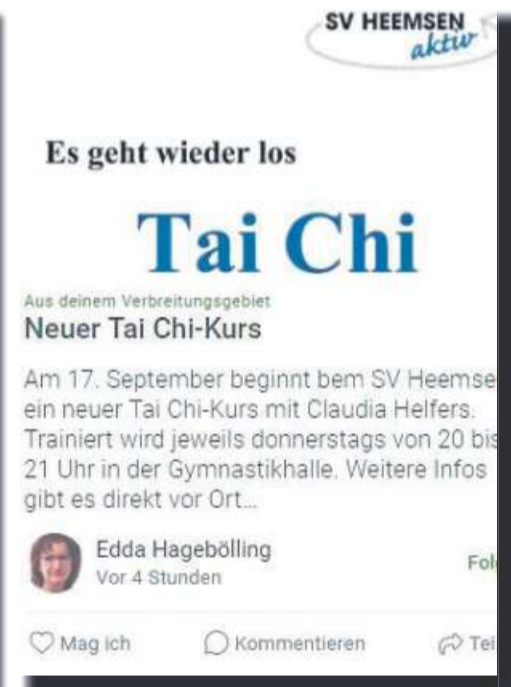 SV HEEMSEN
aktiv
Es geht wieder los
Tai Chi
Aus deinem Verbreitungsgebiet
Neuer Tai Chi-Kurs
Am 17. September beginnt bem SV Heemse
ein neuer Tai Chi-Kurs mit Claudia Helfers.
Trainiert wird jeweils donnerstags von 20 bis
21 Uhr in der Gymnastikhalle. Weitere Infos
gibt es direkt vor Ort...
Edda Hagebölling
Vor 4 Stunden
Fol
Mag ich
Kommentieren
Tei